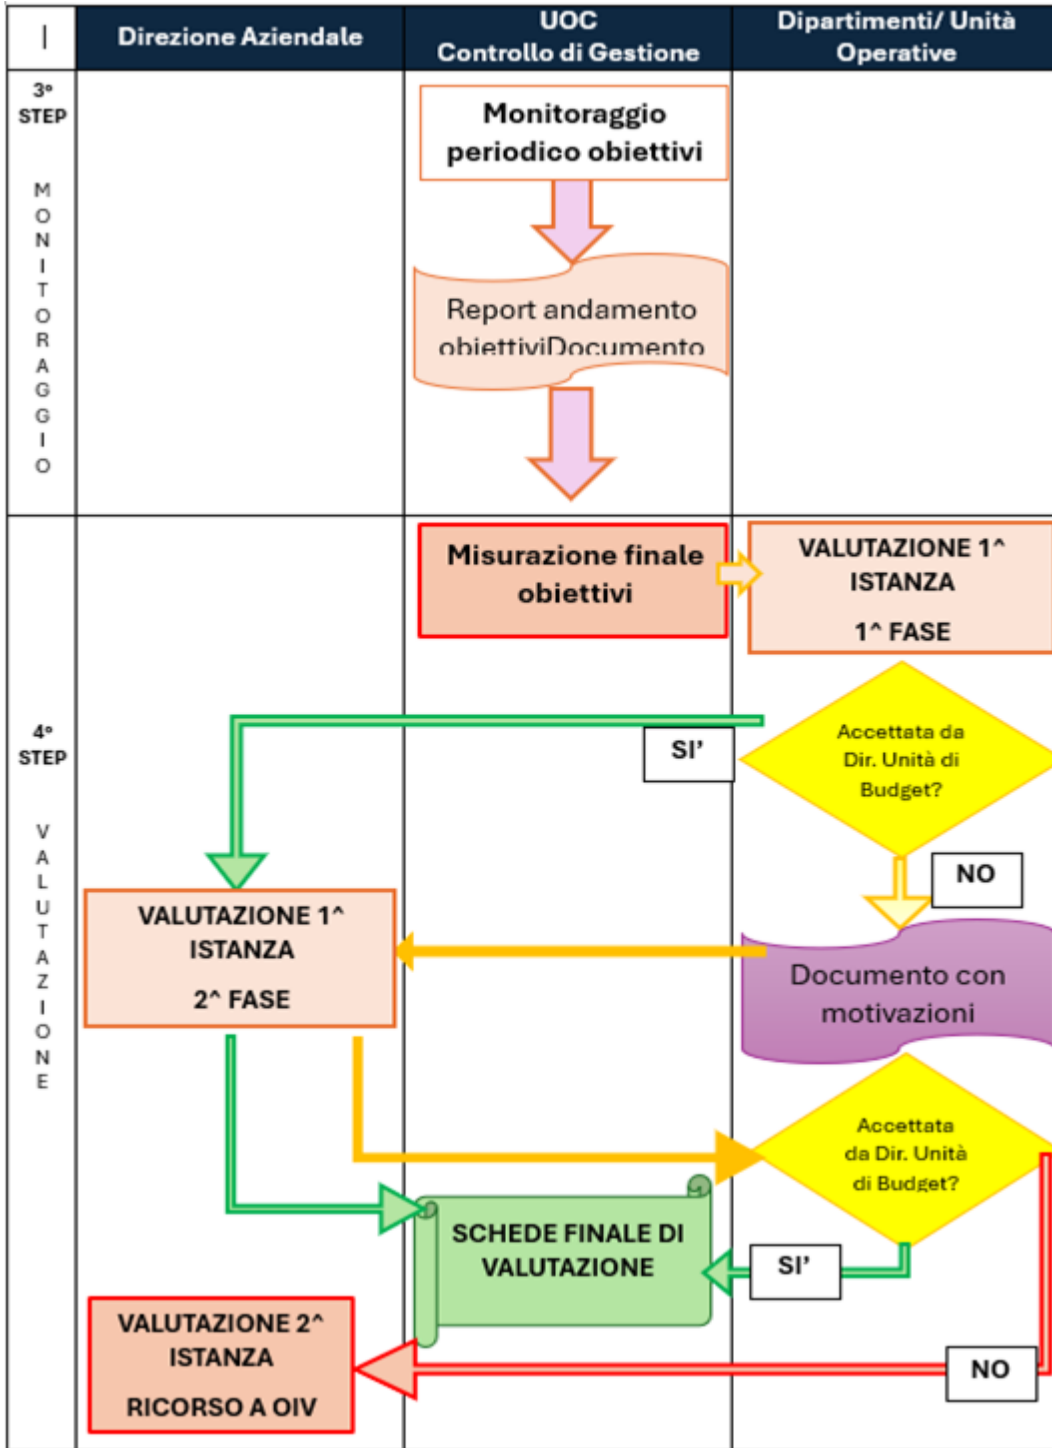 Direzione Aziendale
UOC
Controllo di Gestione
Dipartimenti/ Unità
Operative
3°
STEP
MONITORAGGIO
Monitoraggio
periodico obiettivi
Report andamento
obiettiviDocumento
4°
STEP
VALUTAZIONE
Misurazione finale
obiettivi
VALUTAZIONE 1^
ISTANZA
1^ FASE
Accettata da
Dir. Unità di
Budget?
SI’
NO
VALUTAZIONE 1^
ISTANZA
2^ FASE
Documento con
motivazioni
Accettata
da Dir. Unità
di Budget?
SCHEDE FINALE DI
VALUTAZIONE
SI’
VALUTAZIONE 2^
ISTANZA
RICORSO A OIV
NO